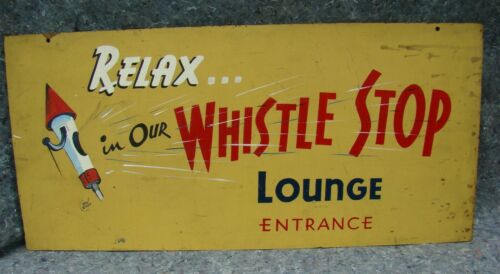 RELAX...
in OUR WHISTLE STOP
LOUNGE
ENTRANCE